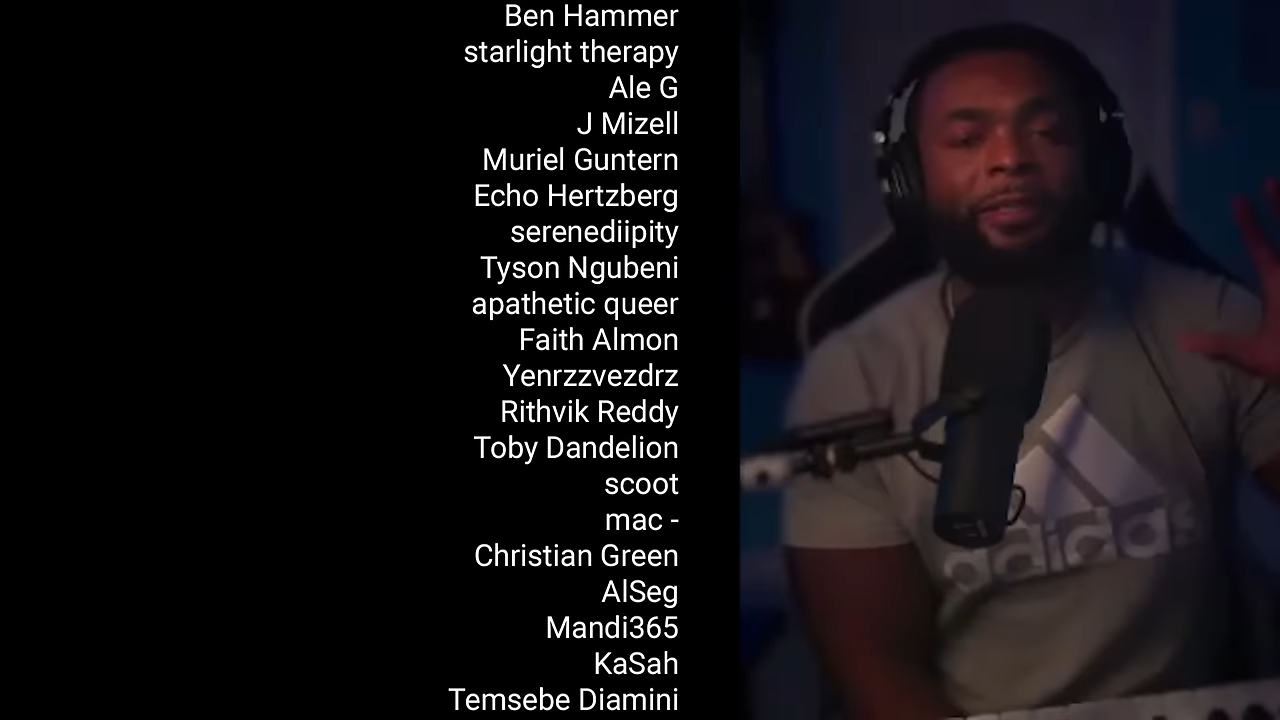 Ben Hammer
starlight therapy
Ale G
J Mizell
Muriel Guntern
Echo Hertzberg
serenediipity
Tyson Ngubeni
apathetic queer
Faith Almon
Yenrzzvezdrz
Rithvik Reddy
Toby Dandelion
scoot
mac -
Christian Green
AlSeg
Mandi365
KaSah
Temsebe Diamini
adidas